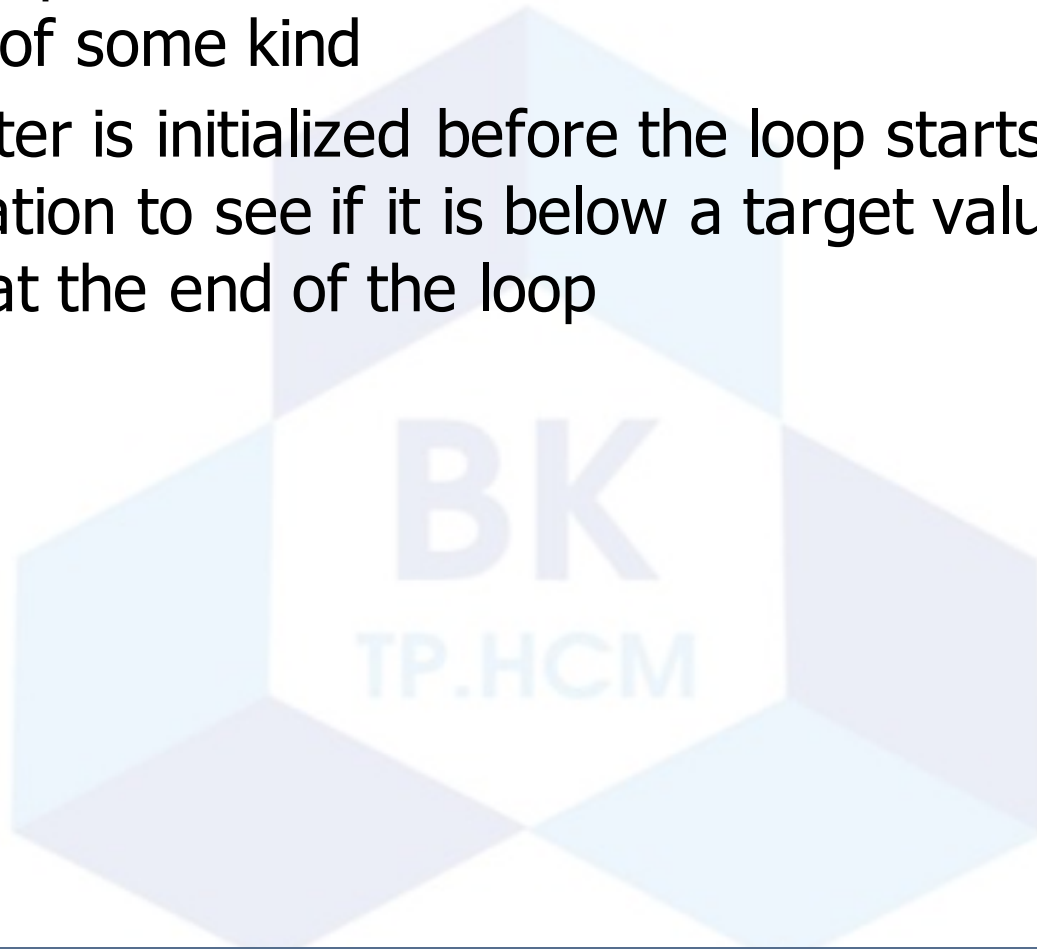 of some kind
ter is initialized before the loop starts
ation to see if it is below a target valu
at the end of the loop
BK
TP.HCM